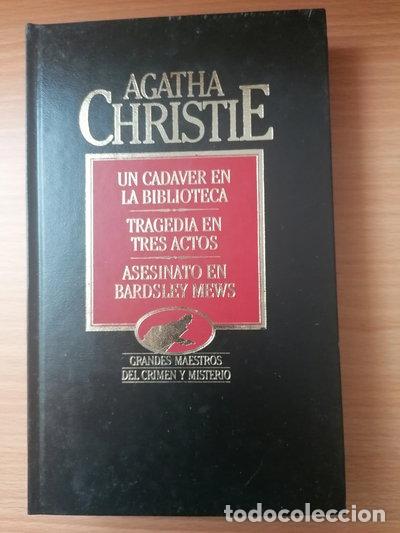 AGATHA
CHRISTIE
UN CADAVER EN
LA BIBLIOTECA
TRAGEDIA EN
TRES ACTOS
ASESINATO EN
BARDSLEY MEWS
GRANDES MAESTROS
DEL CRIMEN Y MISTERIO
todocoleccion